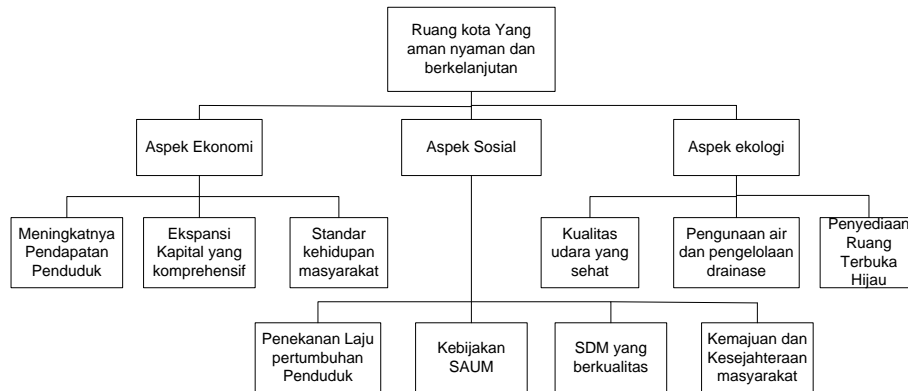 Ruang kota Yang
aman nyaman dan
berkelanjutan
Aspek Ekonomi
Aspek Sosial
Aspek ekologi
Meningkatnya
Pendapatan
Penduduk
Ekspansi
Kapital yang
komprehensif
Standar
kehidupan
masyarakat
Kualitas
udara yang
sehat
Pengunaan air
dan pengelolaan
drainase
Penyediaan
Ruang
Terbuka
Hijau
Penekanan Laju
pertumbuhan
Penduduk
Kebijakan
SAUM
SDM yang
berkualitas
Kemajuan dan
Kesejahteraan
masyarakat